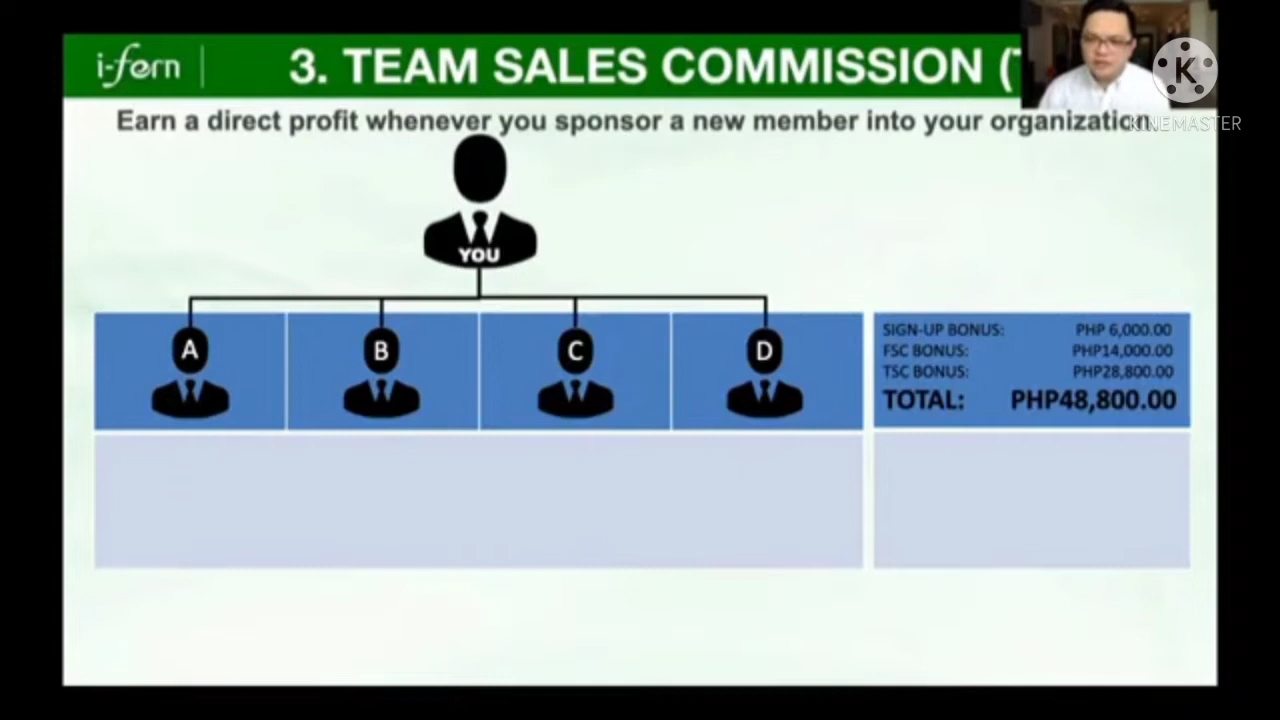 i-fern
3. TEAM SALES COMMISSION (
K
KINEMASTER
Earn a direct profit whenever you sponsor a new member into your organization
YOU
A B C D
SIGN-UP BONUS: PHP 6,000.00
FSC BONUS: PHP14,000.00
TSC BONUS: PHP28,800.00
TOTAL: PHP48,800.00